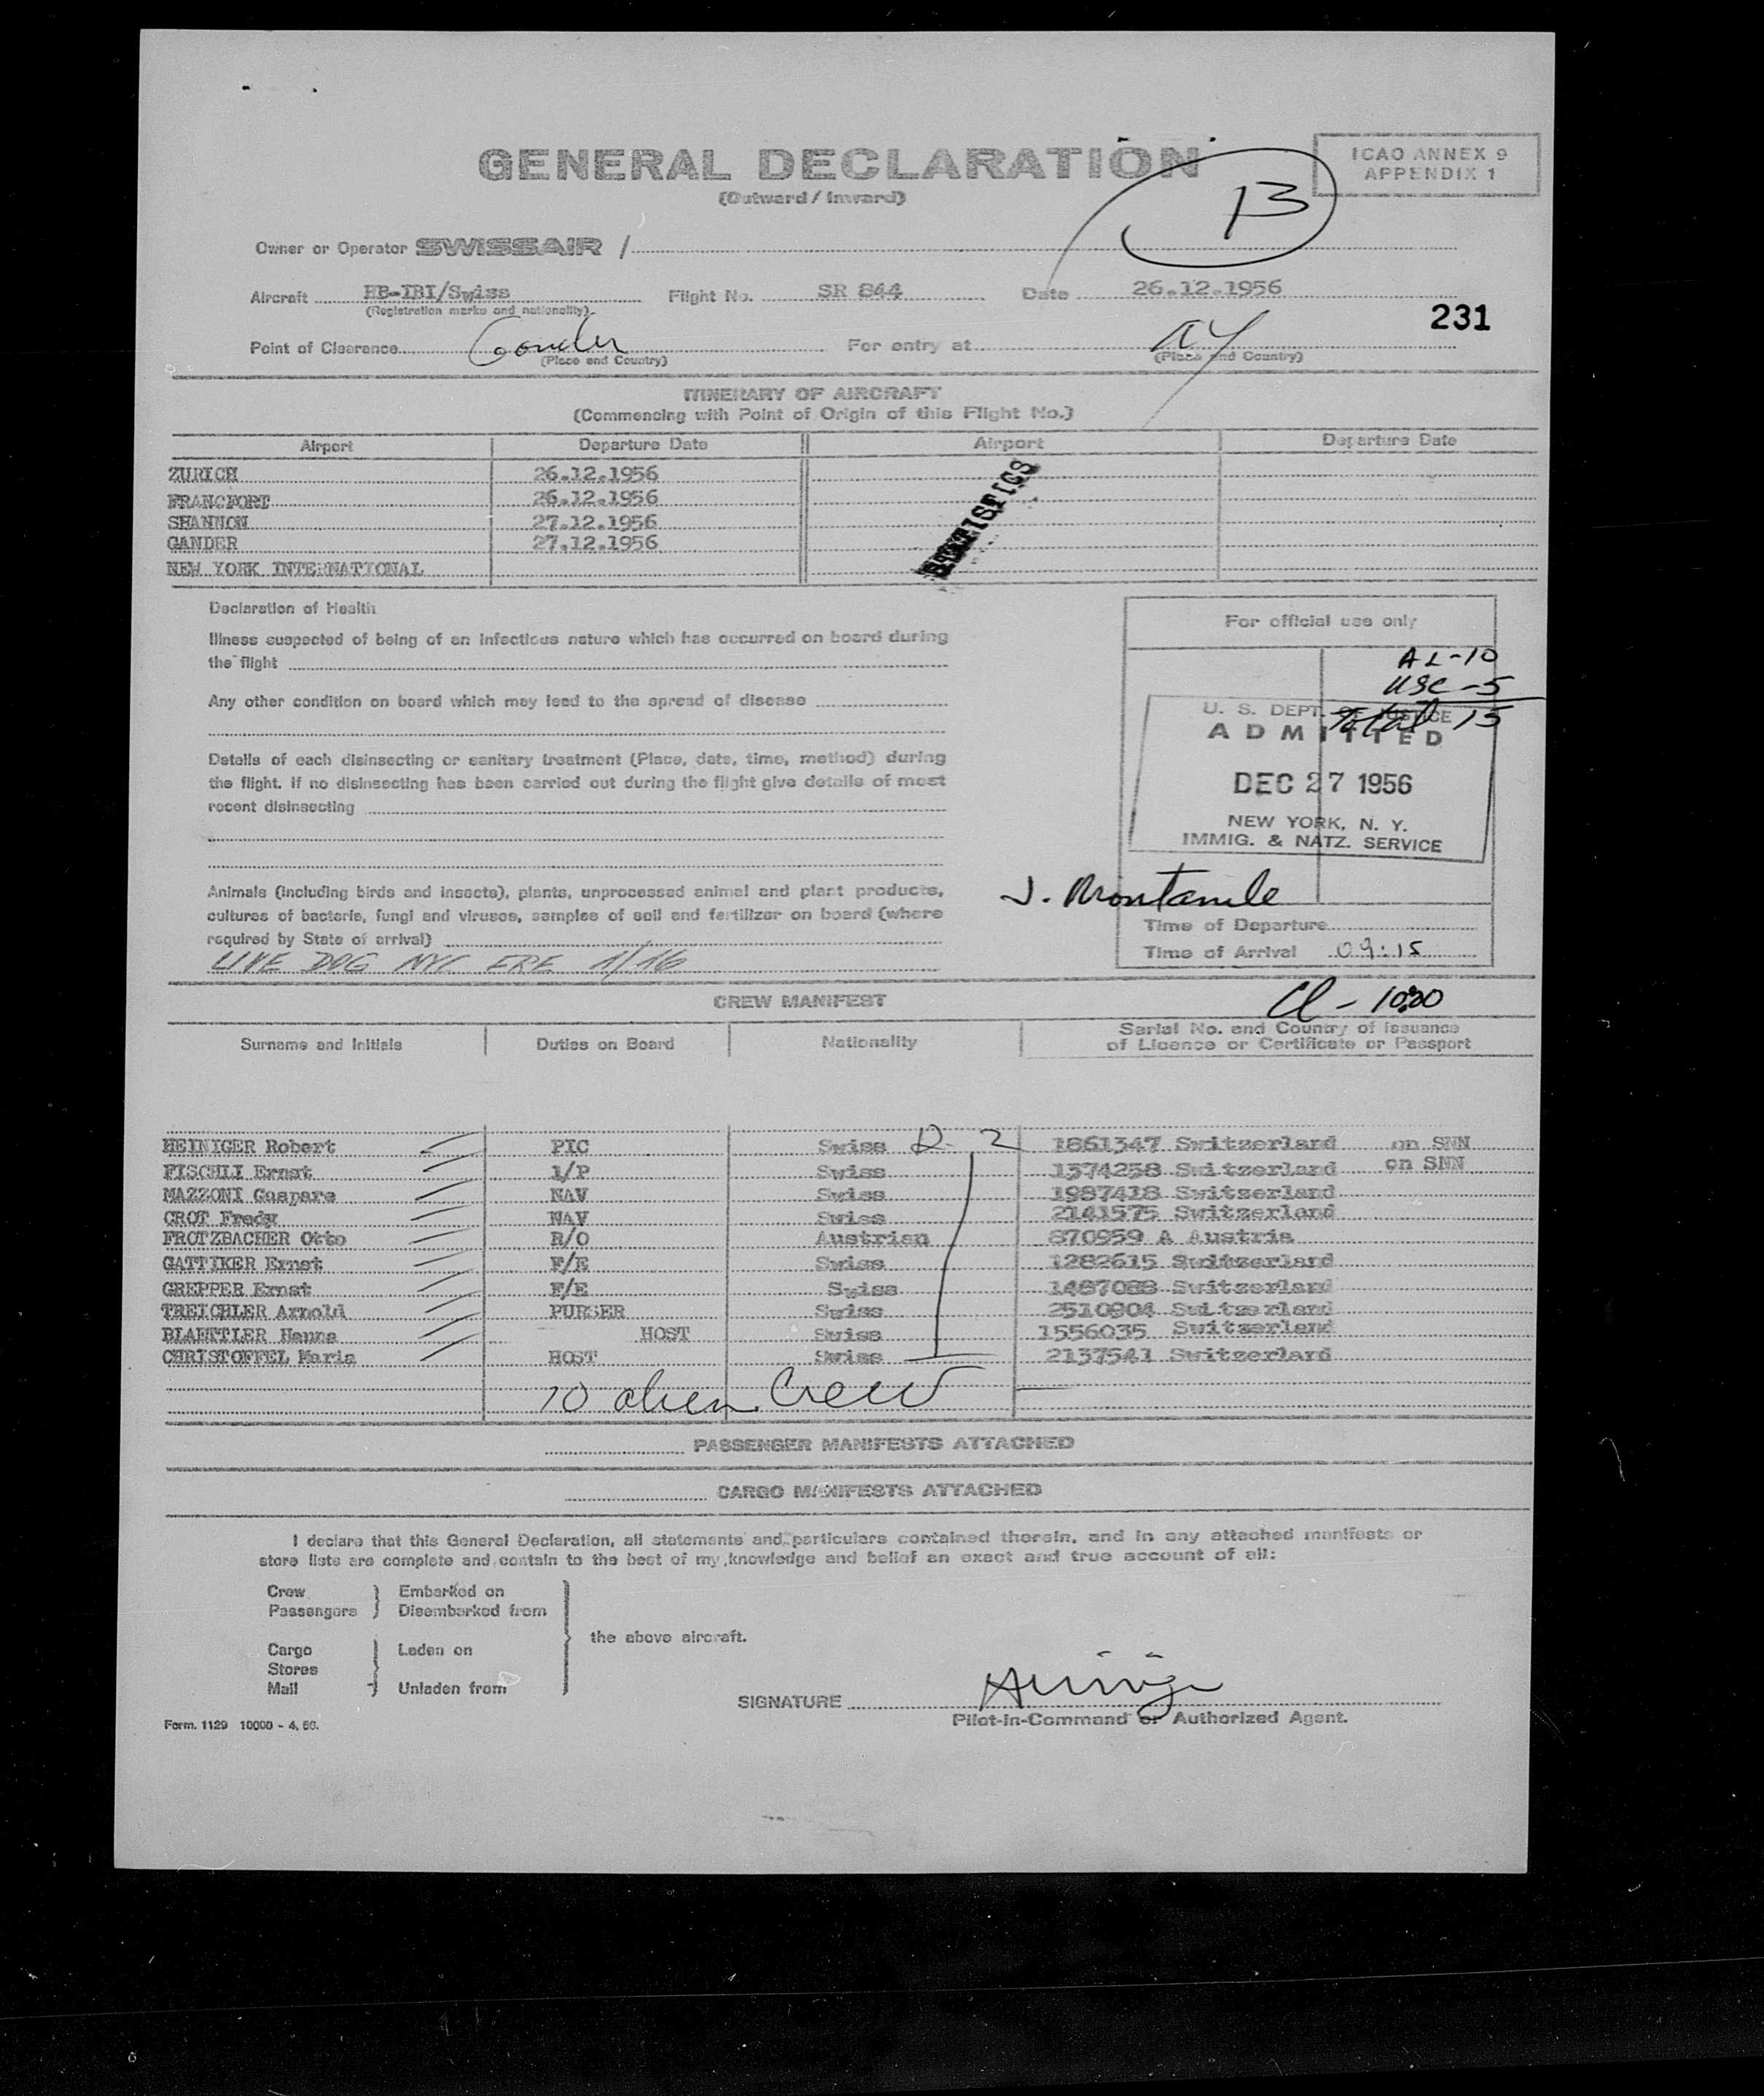 GENERAL DECLARATION
(Outward / Inward)
ICAO ANNEX 9
APPENDIX 1
13
Owner or Operator SWISSAIR /
Aircraft HB-IBI/Swiss Flight No. SR 844 Date 26.12.1956
(Registration marks and nationality)
231
Point of Clearance Gander For entry at NY
(Place and Country) (Place and Country)
ITINERARY OF AIRCRAFT
(Commencing with Point of Origin of this Flight No.)
Airport Departure Date Airport Departure Date
ZURICH 26.12.1956
FRANCFORT 26.12.1956
SHANNON 27.12.1956
GANDER 27.12.1956
NEW YORK INTERNATIONAL
STATISTICS
Declaration of Health
Illness suspected of being of an infectious nature which has occurred on board during
the flight
Any other condition on board which may lead to the spread of disease
Details of each disinsecting or sanitary treatment (Place, date, time, method) during
the flight. If no disinsecting has been carried out during the flight give details of most
recent disinsecting
Animals (including birds and insects), plants, unprocessed animal and plant products,
cultures of bacteria, fungi and viruses, samples of soil and fertilizer on board (where
required by State of arrival)
LIVE DOG NYC FRE 1/16
For official use only
AL-10
USC-5
Total 15
U. S. DEPT. OF JUSTICE
ADMITTED
DEC 27 1956
NEW YORK, N. Y.
IMMIG. & NATZ. SERVICE
J.
Time of Departure
Time of Arrival 09:15
CREW MANIFEST
Cl - 1020
Surname and Initials Duties on Board Nationality Serial No. and Country of Issuance
of Licence or Certificate or Passport
HEINIGER Robert PIC Swiss D-2 1861347 Switzerland on SNN
FISCHLI Ernst 1/P Swiss 1374258 Switzerland on SNN
MAZZONI Gaspare NAV Swiss 1987418 Switzerland
CROT Fredy NAV Swiss 2141575 Switzerland
FROTZBACHER Otto R/O Austrian 870959 A Austria
GATTIKER Ernst F/E Swiss 1282615 Switzerland
GREPPER Ernst F/E Swiss 1487088 Switzerland
TREICHLER Arnold PURSER Swiss 2510904 Switzerland
BLAETTLER Hanna HOST Swiss 1556035 Switzerland
CHRISTOFFEL Maria HOST Swiss 2137541 Switzerland
10 alien Crew
PASSENGER MANIFESTS ATTACHED
CARGO MANIFESTS ATTACHED
I declare that this General Declaration, all statements and particulars contained therein, and in any attached manifests or
store lists are complete and contain to the best of my knowledge and belief an exact and true account of all:
Crew Embarked on
Passengers Disembarked from
the above aircraft.
Cargo Laden on
Stores
Mail Unladen from
SIGNATURE
Pilot-in-Command or Authorized Agent.
Form. 1129 10000 - 4. 56.